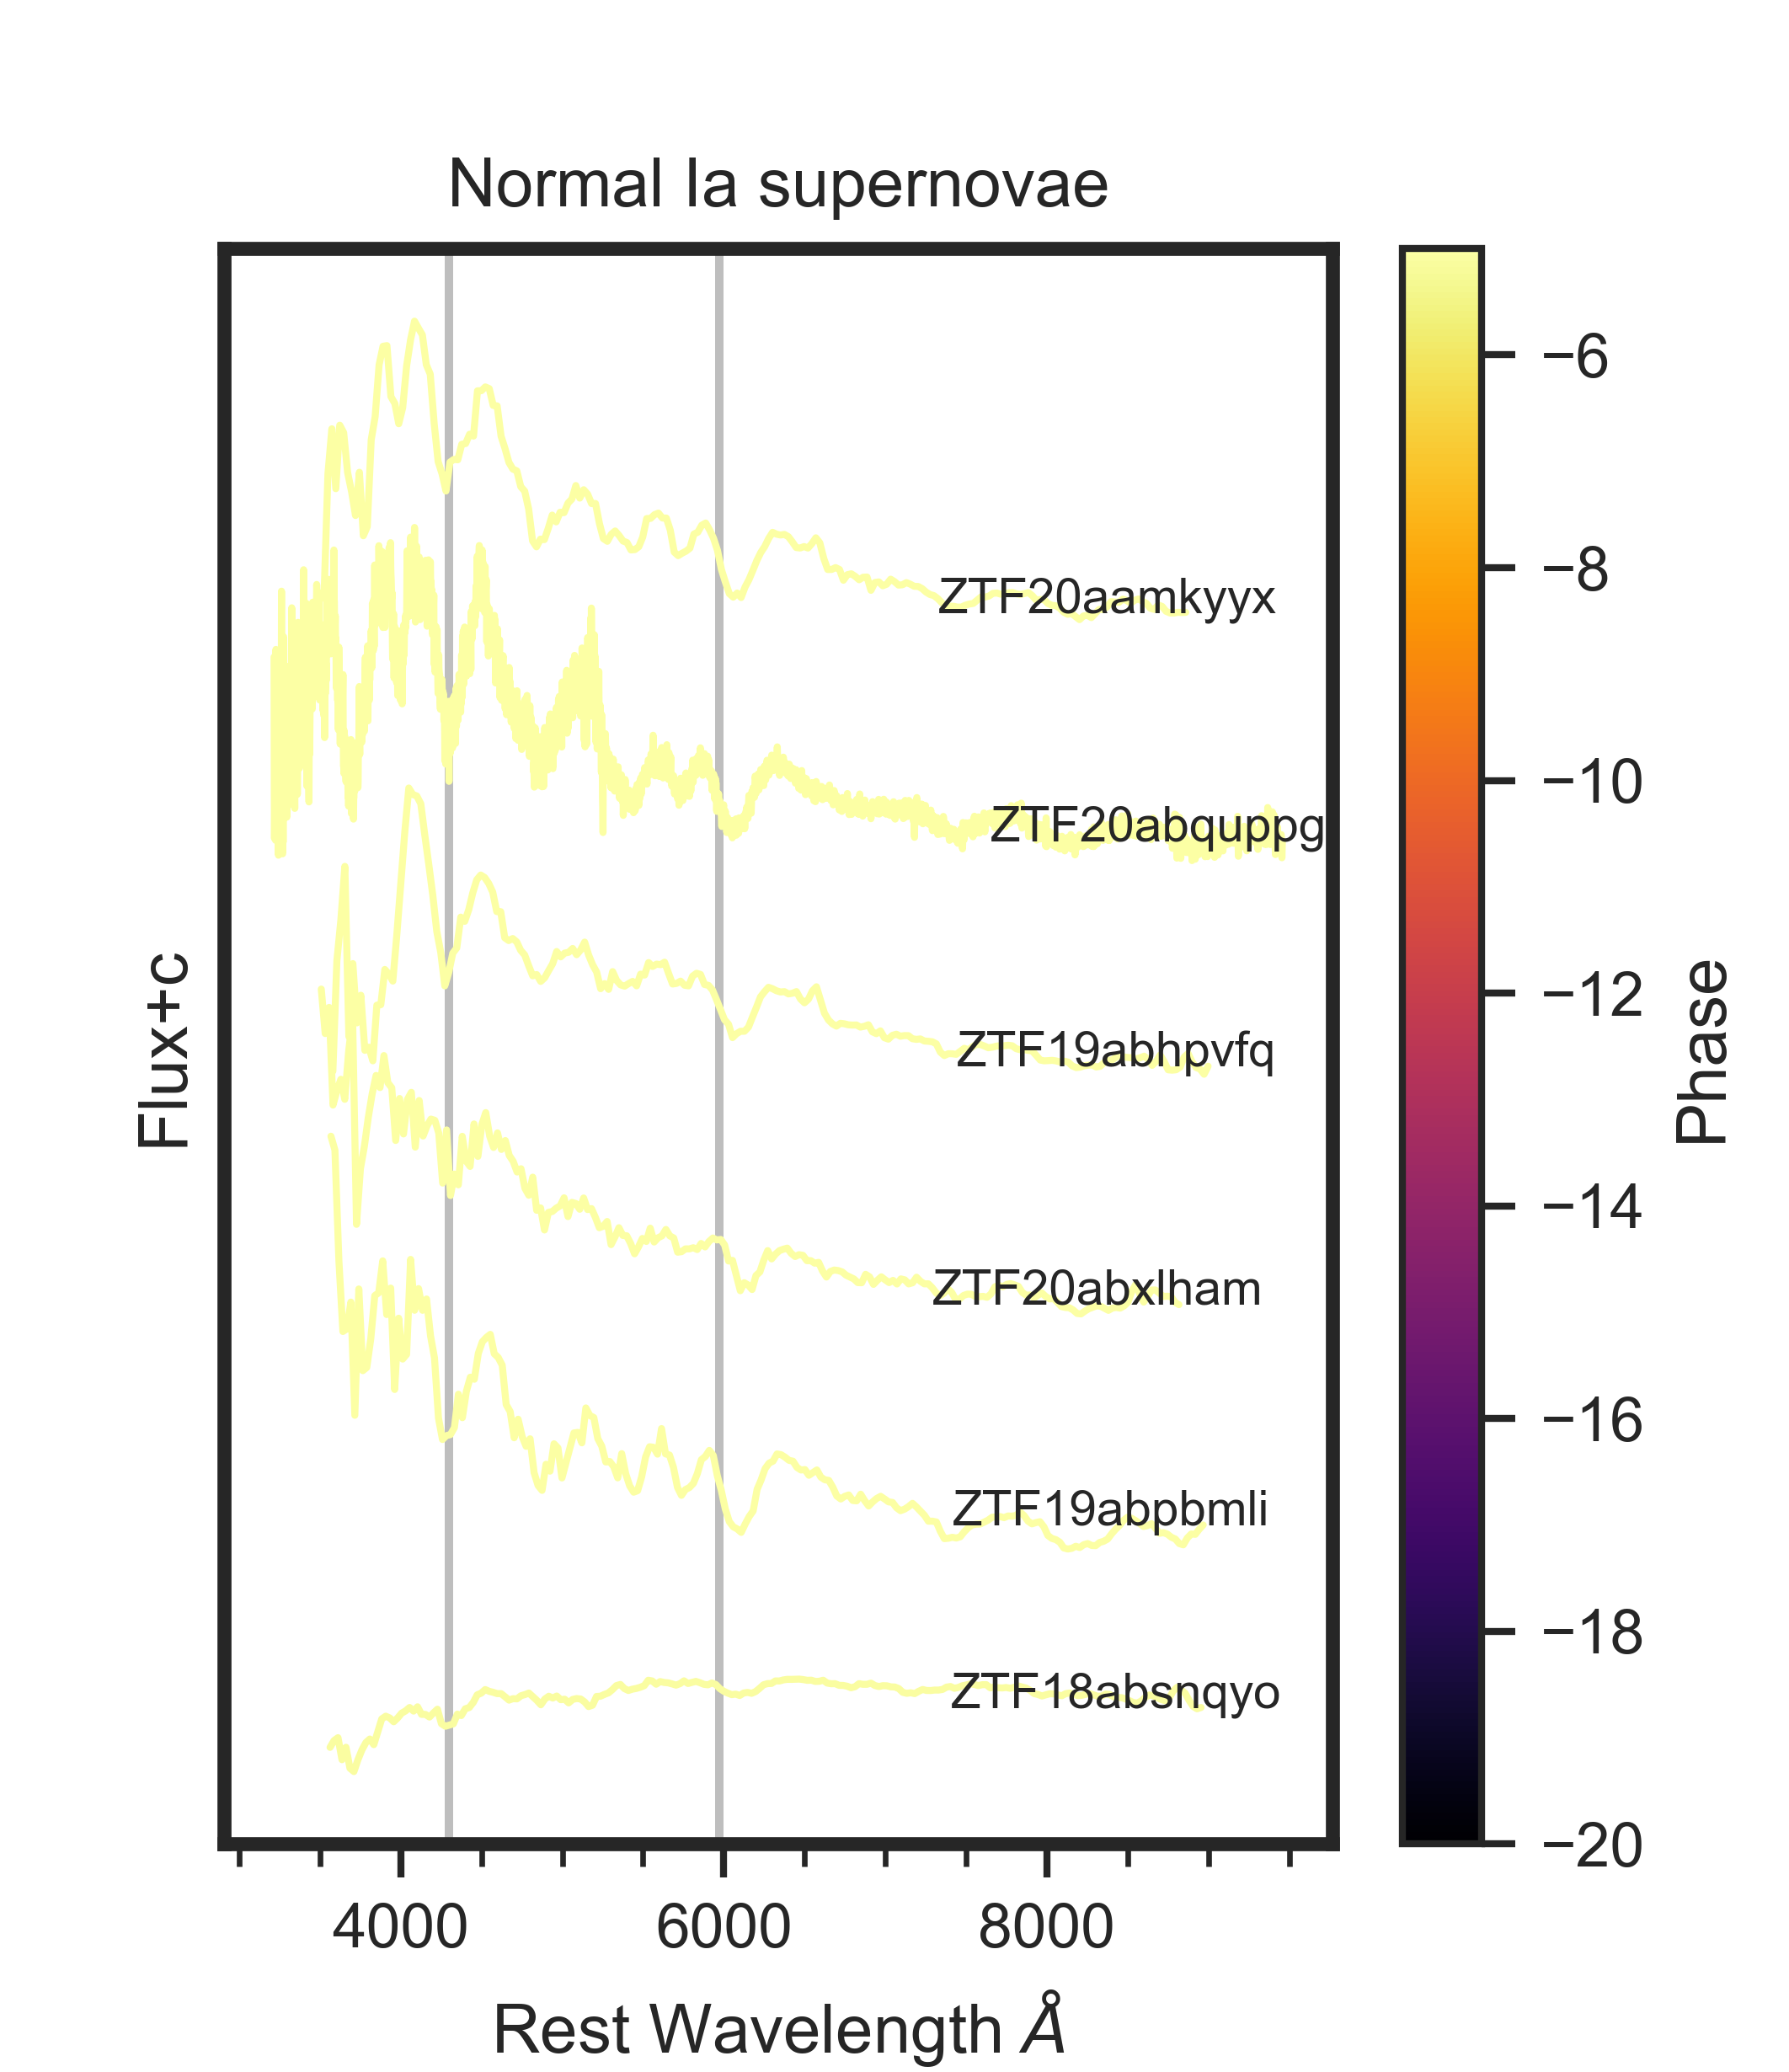 Normal Ia supernovae
Flux+c
ZTF20aamkyyx
ZTF20abquppg
ZTF19abhpvfq
ZTF20abxlham
ZTF19abpbmli
ZTF18absnqyo
4000 6000 8000
Rest Wavelength Å
−6
−8
−10
−12
−14
−16
−18
−20
Phase